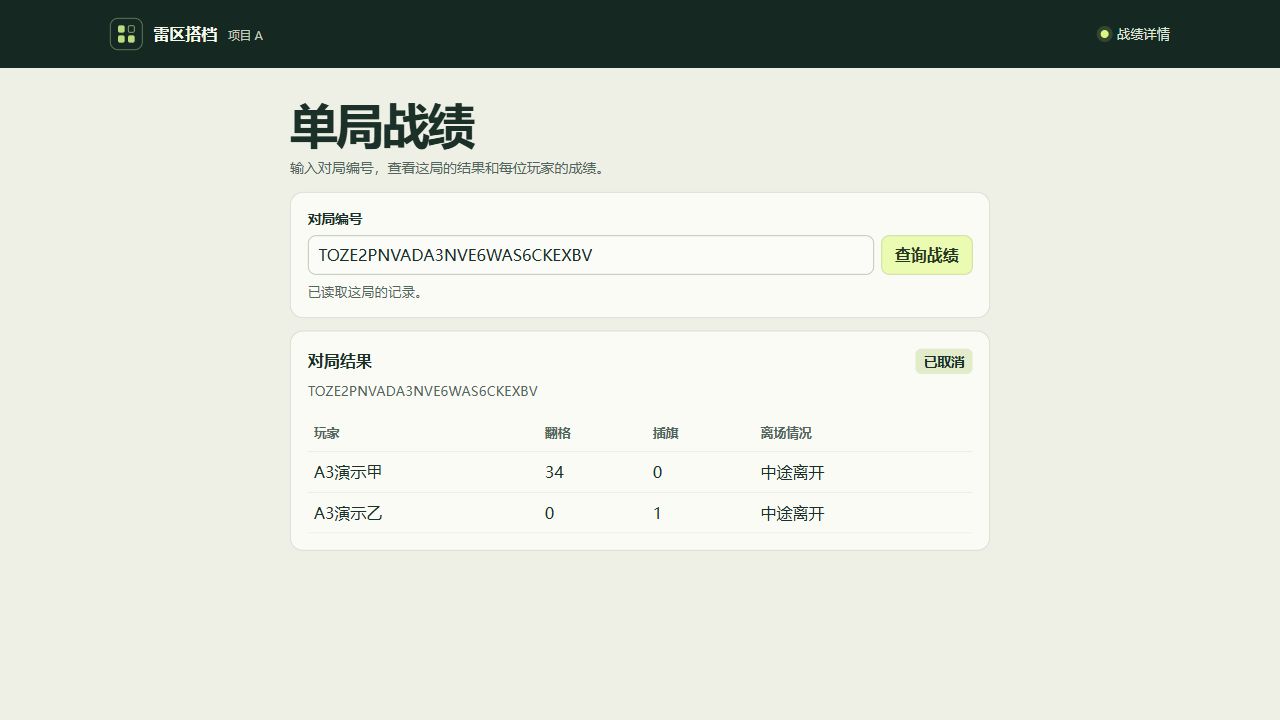 雷区搭档 项目 A
战绩详情
单局战绩
输入对局编号，查看这局的结果和每位玩家的成绩。
对局编号
TOZE2PNVADA3NVE6WAS6CKEXBV
查询战绩
已读取这局的记录。
对局结果
已取消
TOZE2PNVADA3NVE6WAS6CKEXBV
玩家 翻格 插旗 离场情况
A3演示甲 34 0 中途离开
A3演示乙 0 1 中途离开